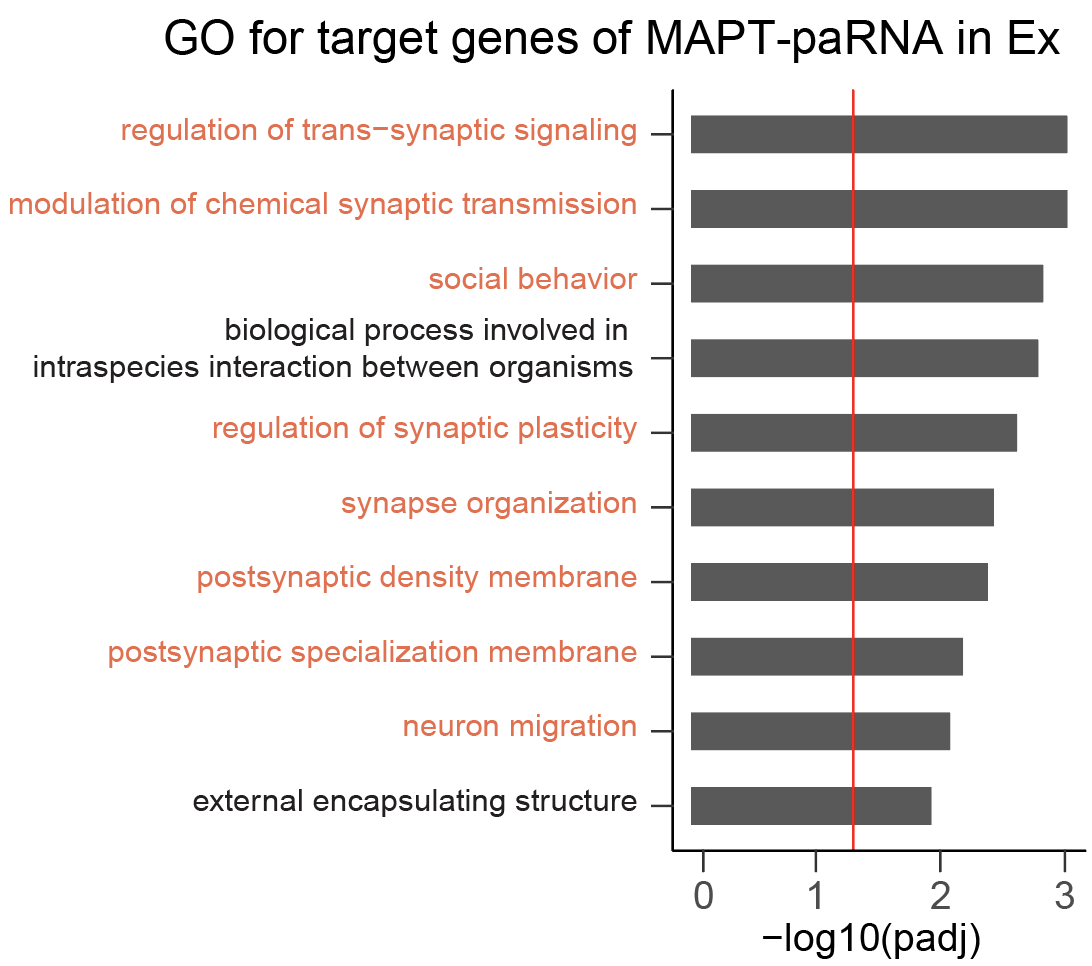 GO for target genes of MAPT-paRNA in Ex
regulation of trans−synaptic signaling
modulation of chemical synaptic transmission
social behavior
biological process involved in
intraspecies interaction between organisms
regulation of synaptic plasticity
synapse organization
postsynaptic density membrane
postsynaptic specialization membrane
neuron migration
external encapsulating structure
0 1 2 3
−log10(padj)